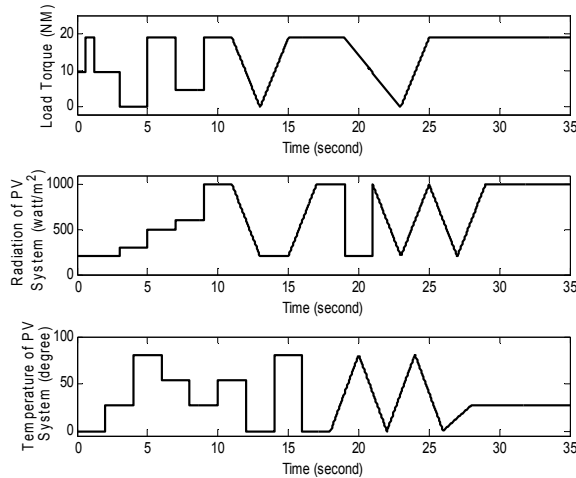 Load Torque (NM)
20
10
0
0 5 10 15 20 25 30 35
Time (second)
Radiation of PV
System (watt/m²)
1000
500
0
0 5 10 15 20 25 30 35
Time (second)
Temperature of PV
System (degree)
100
50
0
0 5 10 15 20 25 30 35
Time (second)